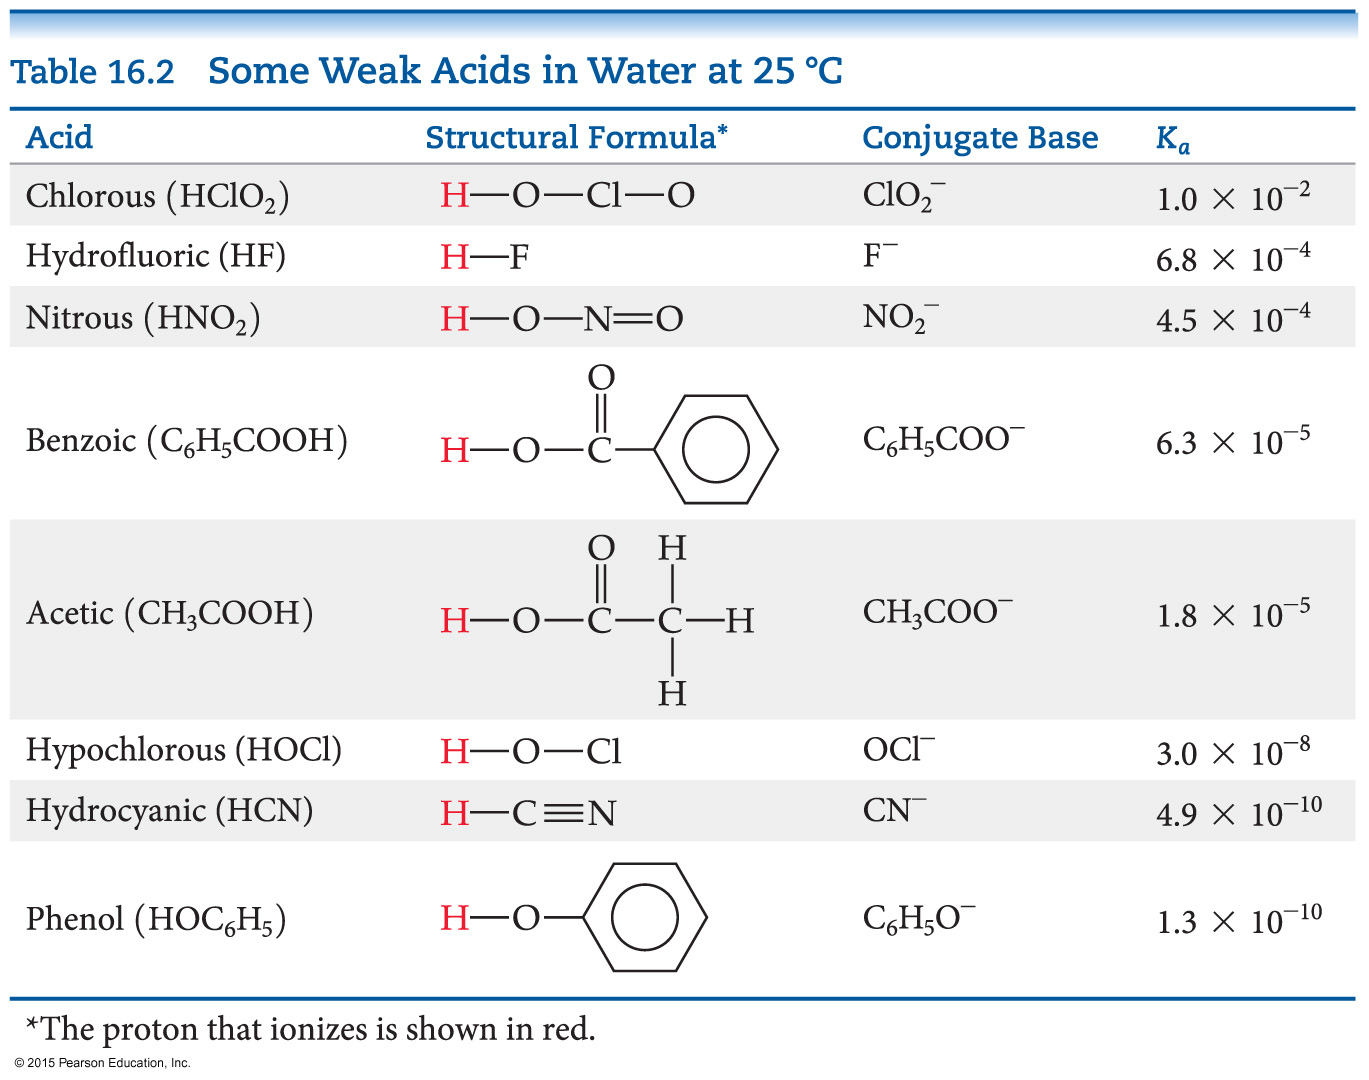 Table 16.2 Some Weak Acids in Water at 25 °C
Acid Structural Formula* Conjugate Base Kₐ
Chlorous (HClO₂) H—O—Cl—O ClO₂⁻ 1.0 × 10⁻²
Hydrofluoric (HF) H—F F⁻ 6.8 × 10⁻⁴
Nitrous (HNO₂) H—O—N=O NO₂⁻ 4.5 × 10⁻⁴
O
Benzoic (C₆H₅COOH) H—O—C— C₆H₅COO⁻ 6.3 × 10⁻⁵
O H
Acetic (CH₃COOH) H—O—C—C—H CH₃COO⁻ 1.8 × 10⁻⁵
H
Hypochlorous (HOCl) H—O—Cl OCl⁻ 3.0 × 10⁻⁸
Hydrocyanic (HCN) H—C≡N CN⁻ 4.9 × 10⁻¹⁰
Phenol (HOC₆H₅) H—O— C₆H₅O⁻ 1.3 × 10⁻¹⁰
*The proton that ionizes is shown in red.
© 2015 Pearson Education, Inc.